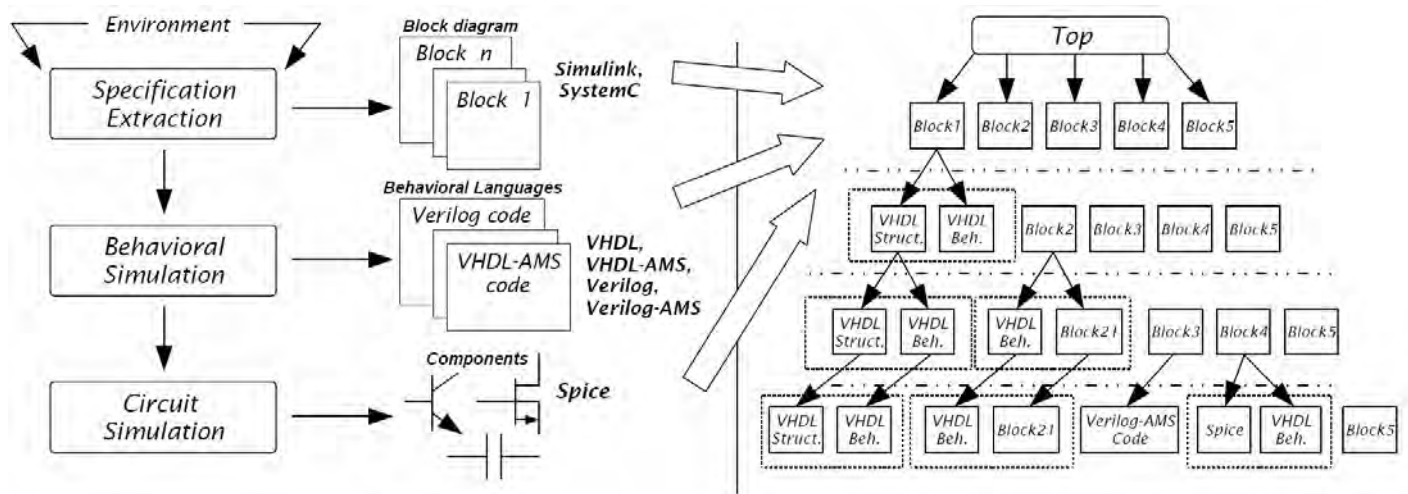 Environment
Specification
Extraction
Behavioral
Simulation
Circuit
Simulation
Block diagram
Block n
Block 1
Simulink,
SystemC
Behavioral Languages
Verilog code
VHDL-AMS
code
VHDL,
VHDL-AMS,
Verilog,
Verilog-AMS
Components
Spice
Top
Block1
Block2
Block3
Block4
Block5
VHDL
Struct.
VHDL
Beh.
Block2
Block3
Block4
Block5
VHDL
Struct.
VHDL
Beh.
VHDL
Beh.
Block21
Block3
Block4
Block5
VHDL
Struct.
VHDL
Beh.
VHDL
Beh.
Block21
Verilog-AMS
Code
Spice
VHDL
Beh.
Block5